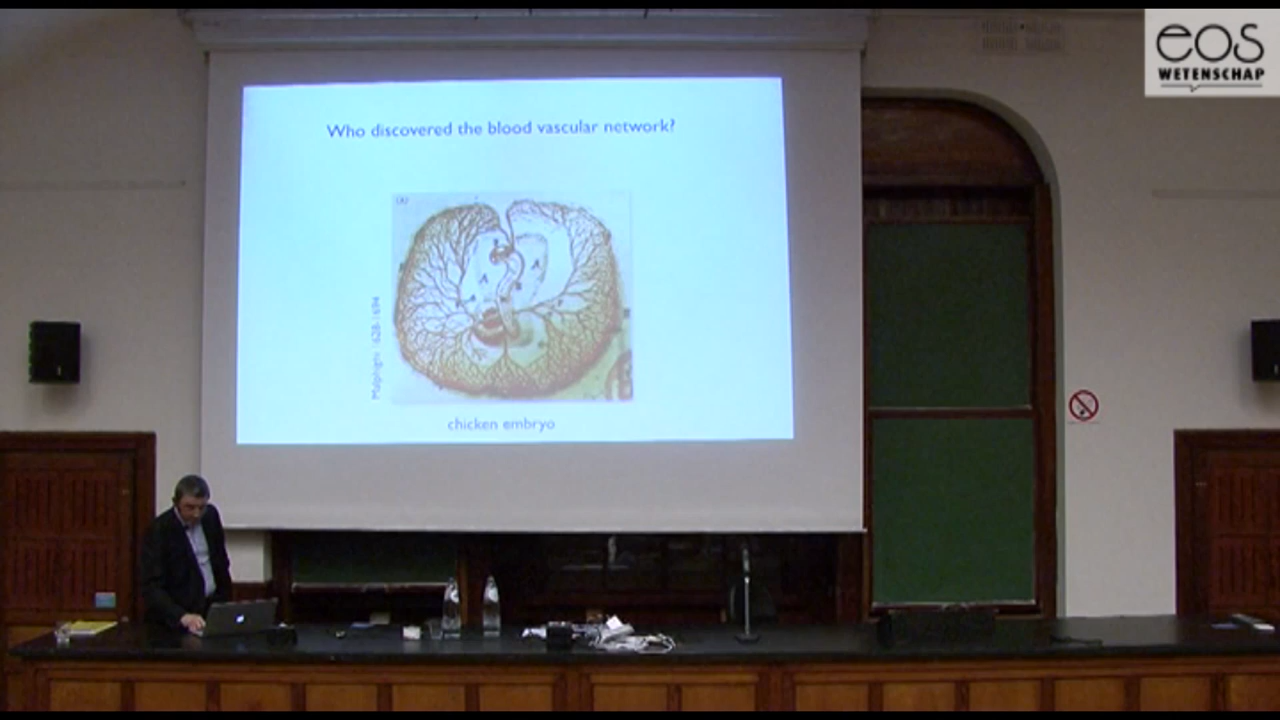 eos
WETENSCHAP
Who discovered the blood vascular network?
(A)
Malpighi 1628-1694
chicken embryo